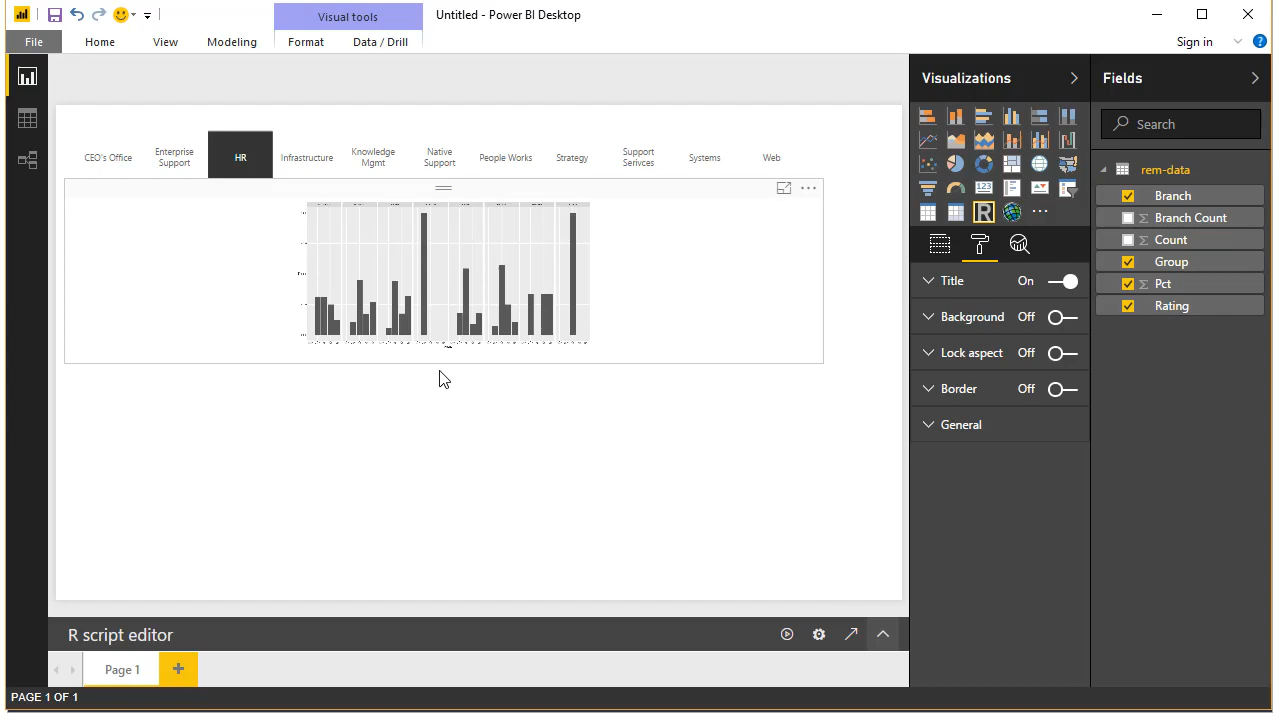 Visual tools
Untitled - Power BI Desktop
File
Home
View
Modeling
Format
Data / Drill
Sign in
?
Visualizations
Fields
Search
CEO's Office
Enterprise
Support
HR
Infrastructure
Knowledge
Mgmt
Native
Support
People Works
Strategy
Support
Serivces
Systems
Web
123
R
rem-data
Branch
Σ Branch Count
Σ Count
Group
Σ Pct
Rating
Title On
Background Off
Lock aspect Off
Border Off
General
R script editor
Page 1
+
PAGE 1 OF 1